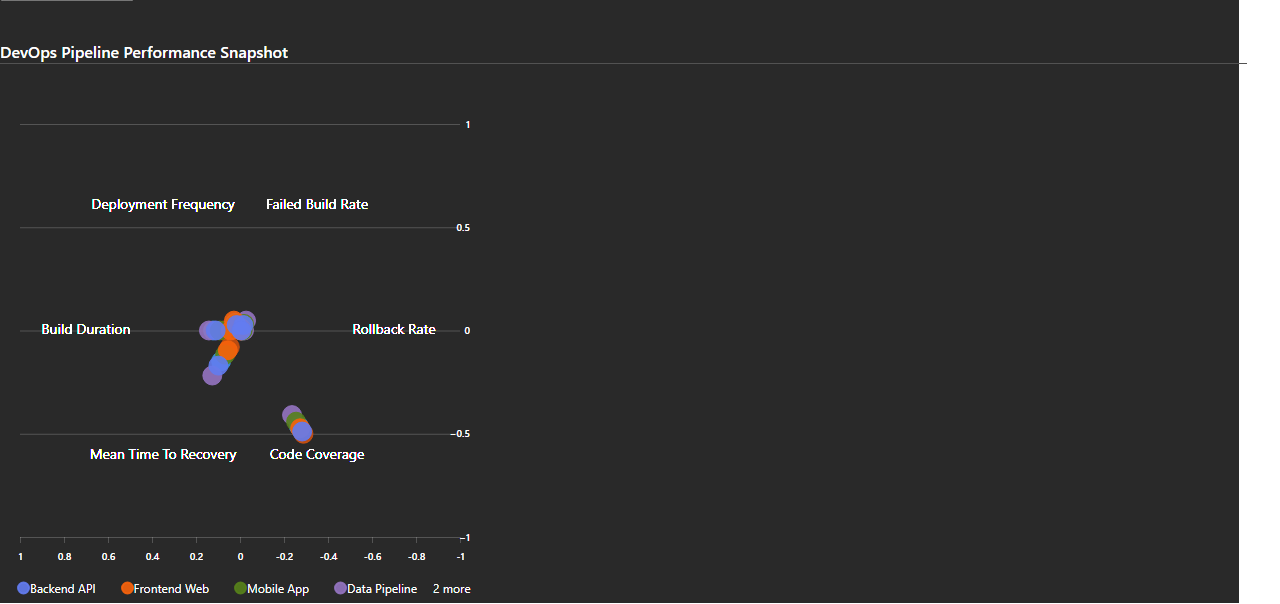 DevOps Pipeline Performance Snapshot
1
Deployment Frequency Failed Build Rate
0.5
Build Duration Rollback Rate 0
−0.5
Mean Time To Recovery Code Coverage
−1
1 0.8 0.6 0.4 0.2 0 -0.2 -0.4 -0.6 -0.8 -1
Backend API Frontend Web Mobile App Data Pipeline 2 more